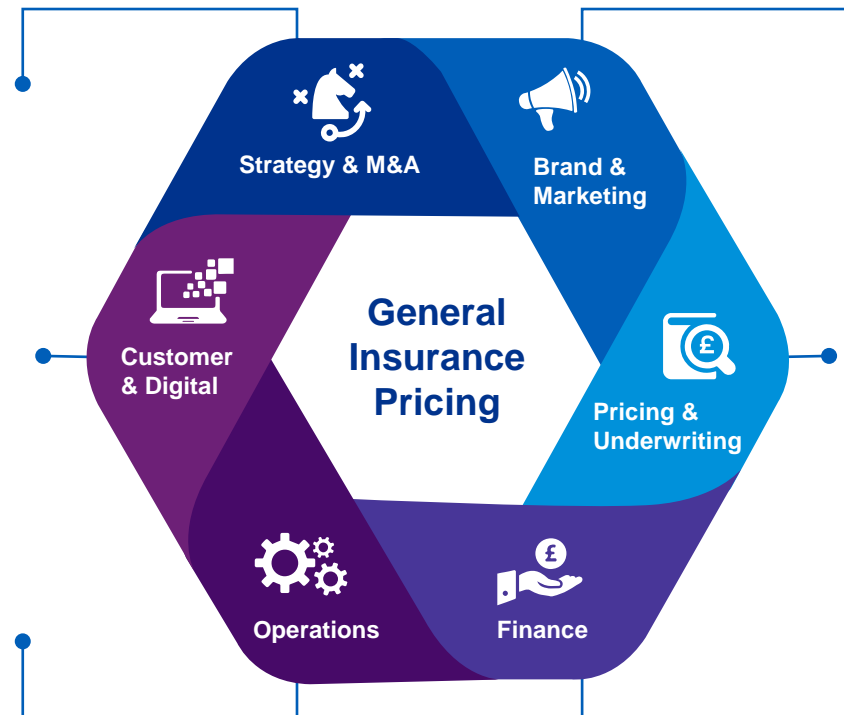 Strategy & M&A
Brand &
Marketing
General
Insurance
Pricing
Customer
& Digital
£
Pricing &
Underwriting
£
Operations
Finance